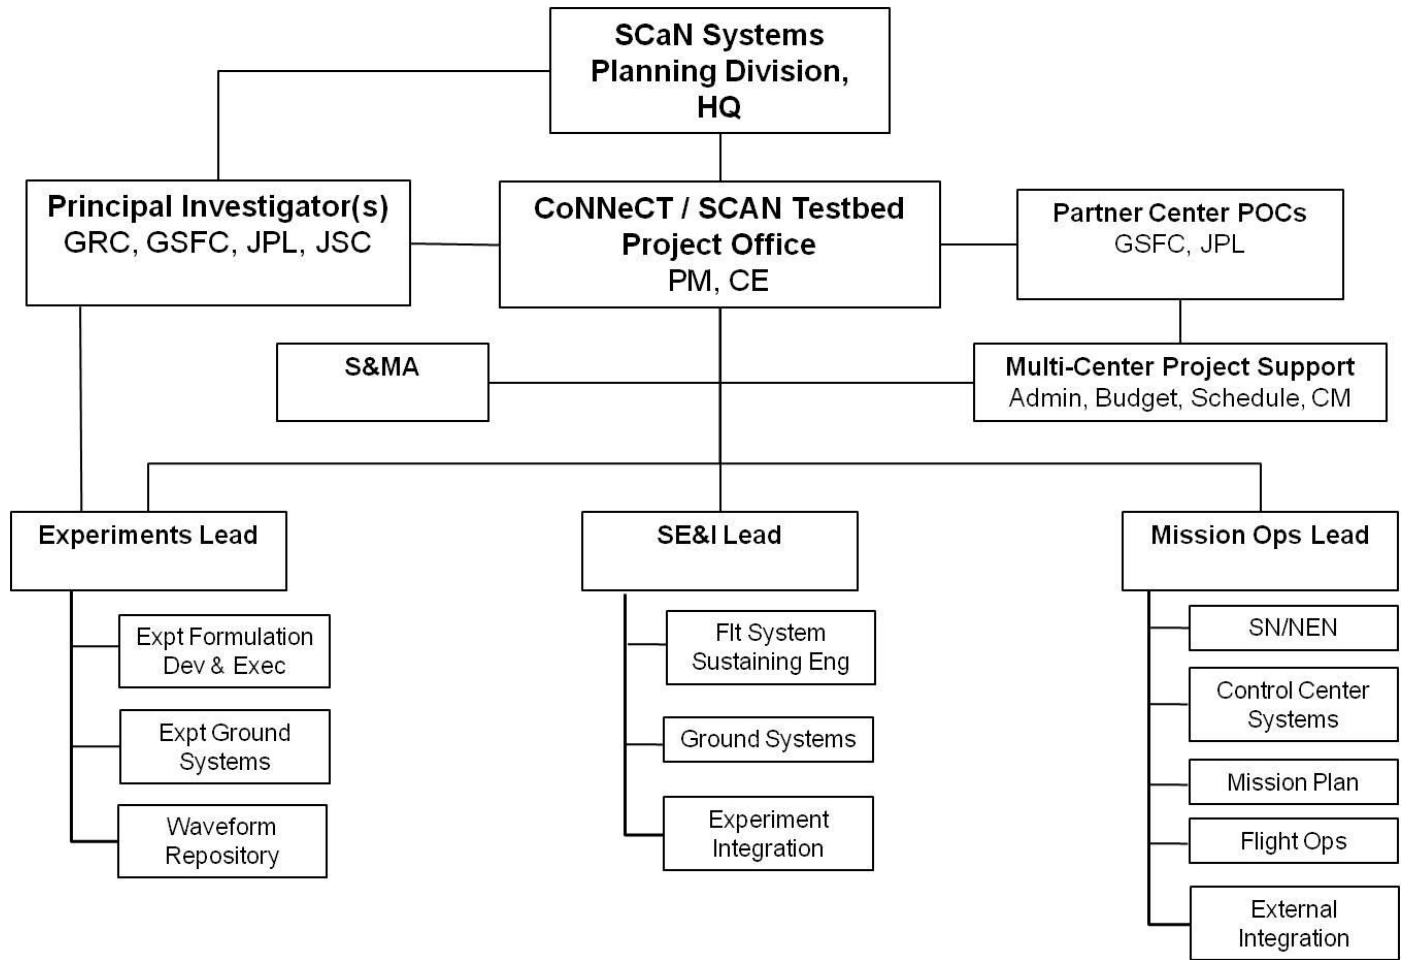 SCaN Systems
Planning Division,
HQ
Principal Investigator(s)
GRC, GSFC, JPL, JSC
CoNNeCT / SCAN Testbed
Project Office
PM, CE
Partner Center POCs
GSFC, JPL
S&MA
Multi-Center Project Support
Admin, Budget, Schedule, CM
Experiments Lead
Expt Formulation
Dev & Exec
Expt Ground
Systems
Waveform
Repository
SE&I Lead
Flt System
Sustaining Eng
Ground Systems
Experiment
Integration
Mission Ops Lead
SN/NEN
Control Center
Systems
Mission Plan
Flight Ops
External
Integration